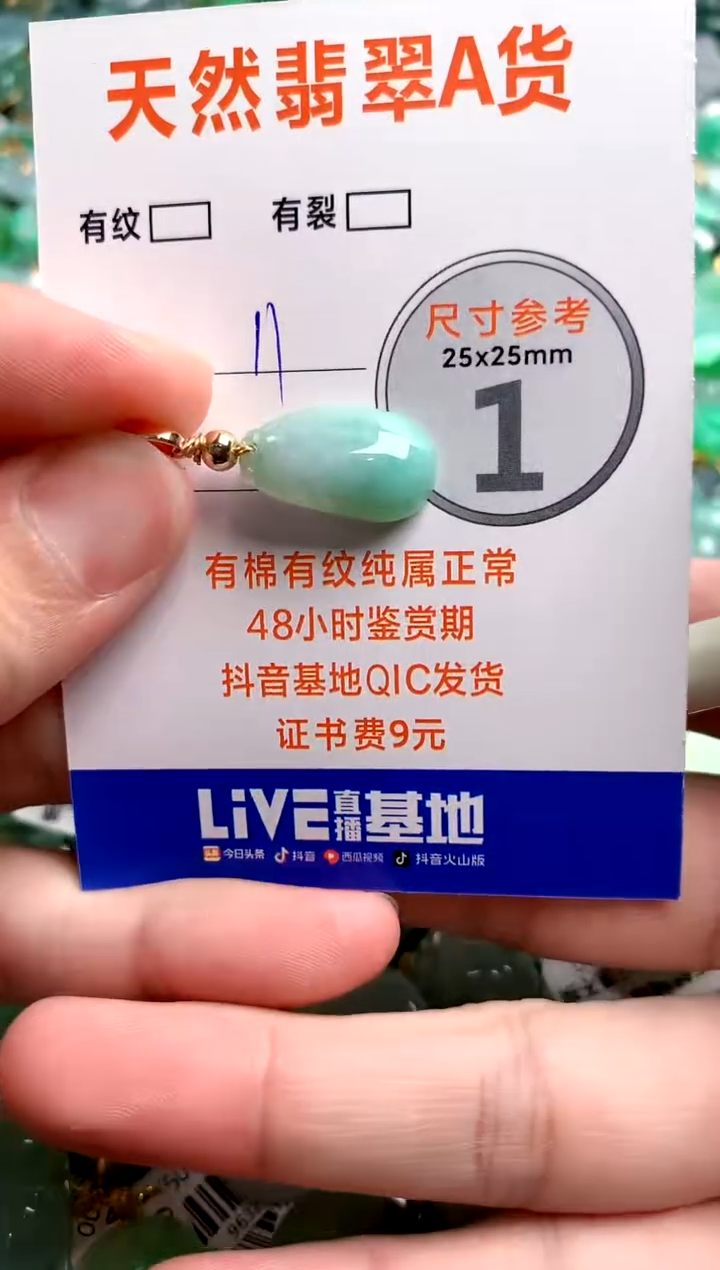 天然翡翠A货
有纹 有裂
尺寸参考
25x25mm
1
有棉有纹纯属正常
48小时鉴赏期
抖音基地QIC发货
证书费9元
LiVE直播基地
今日头条 抖音 西瓜视频 抖音火山版